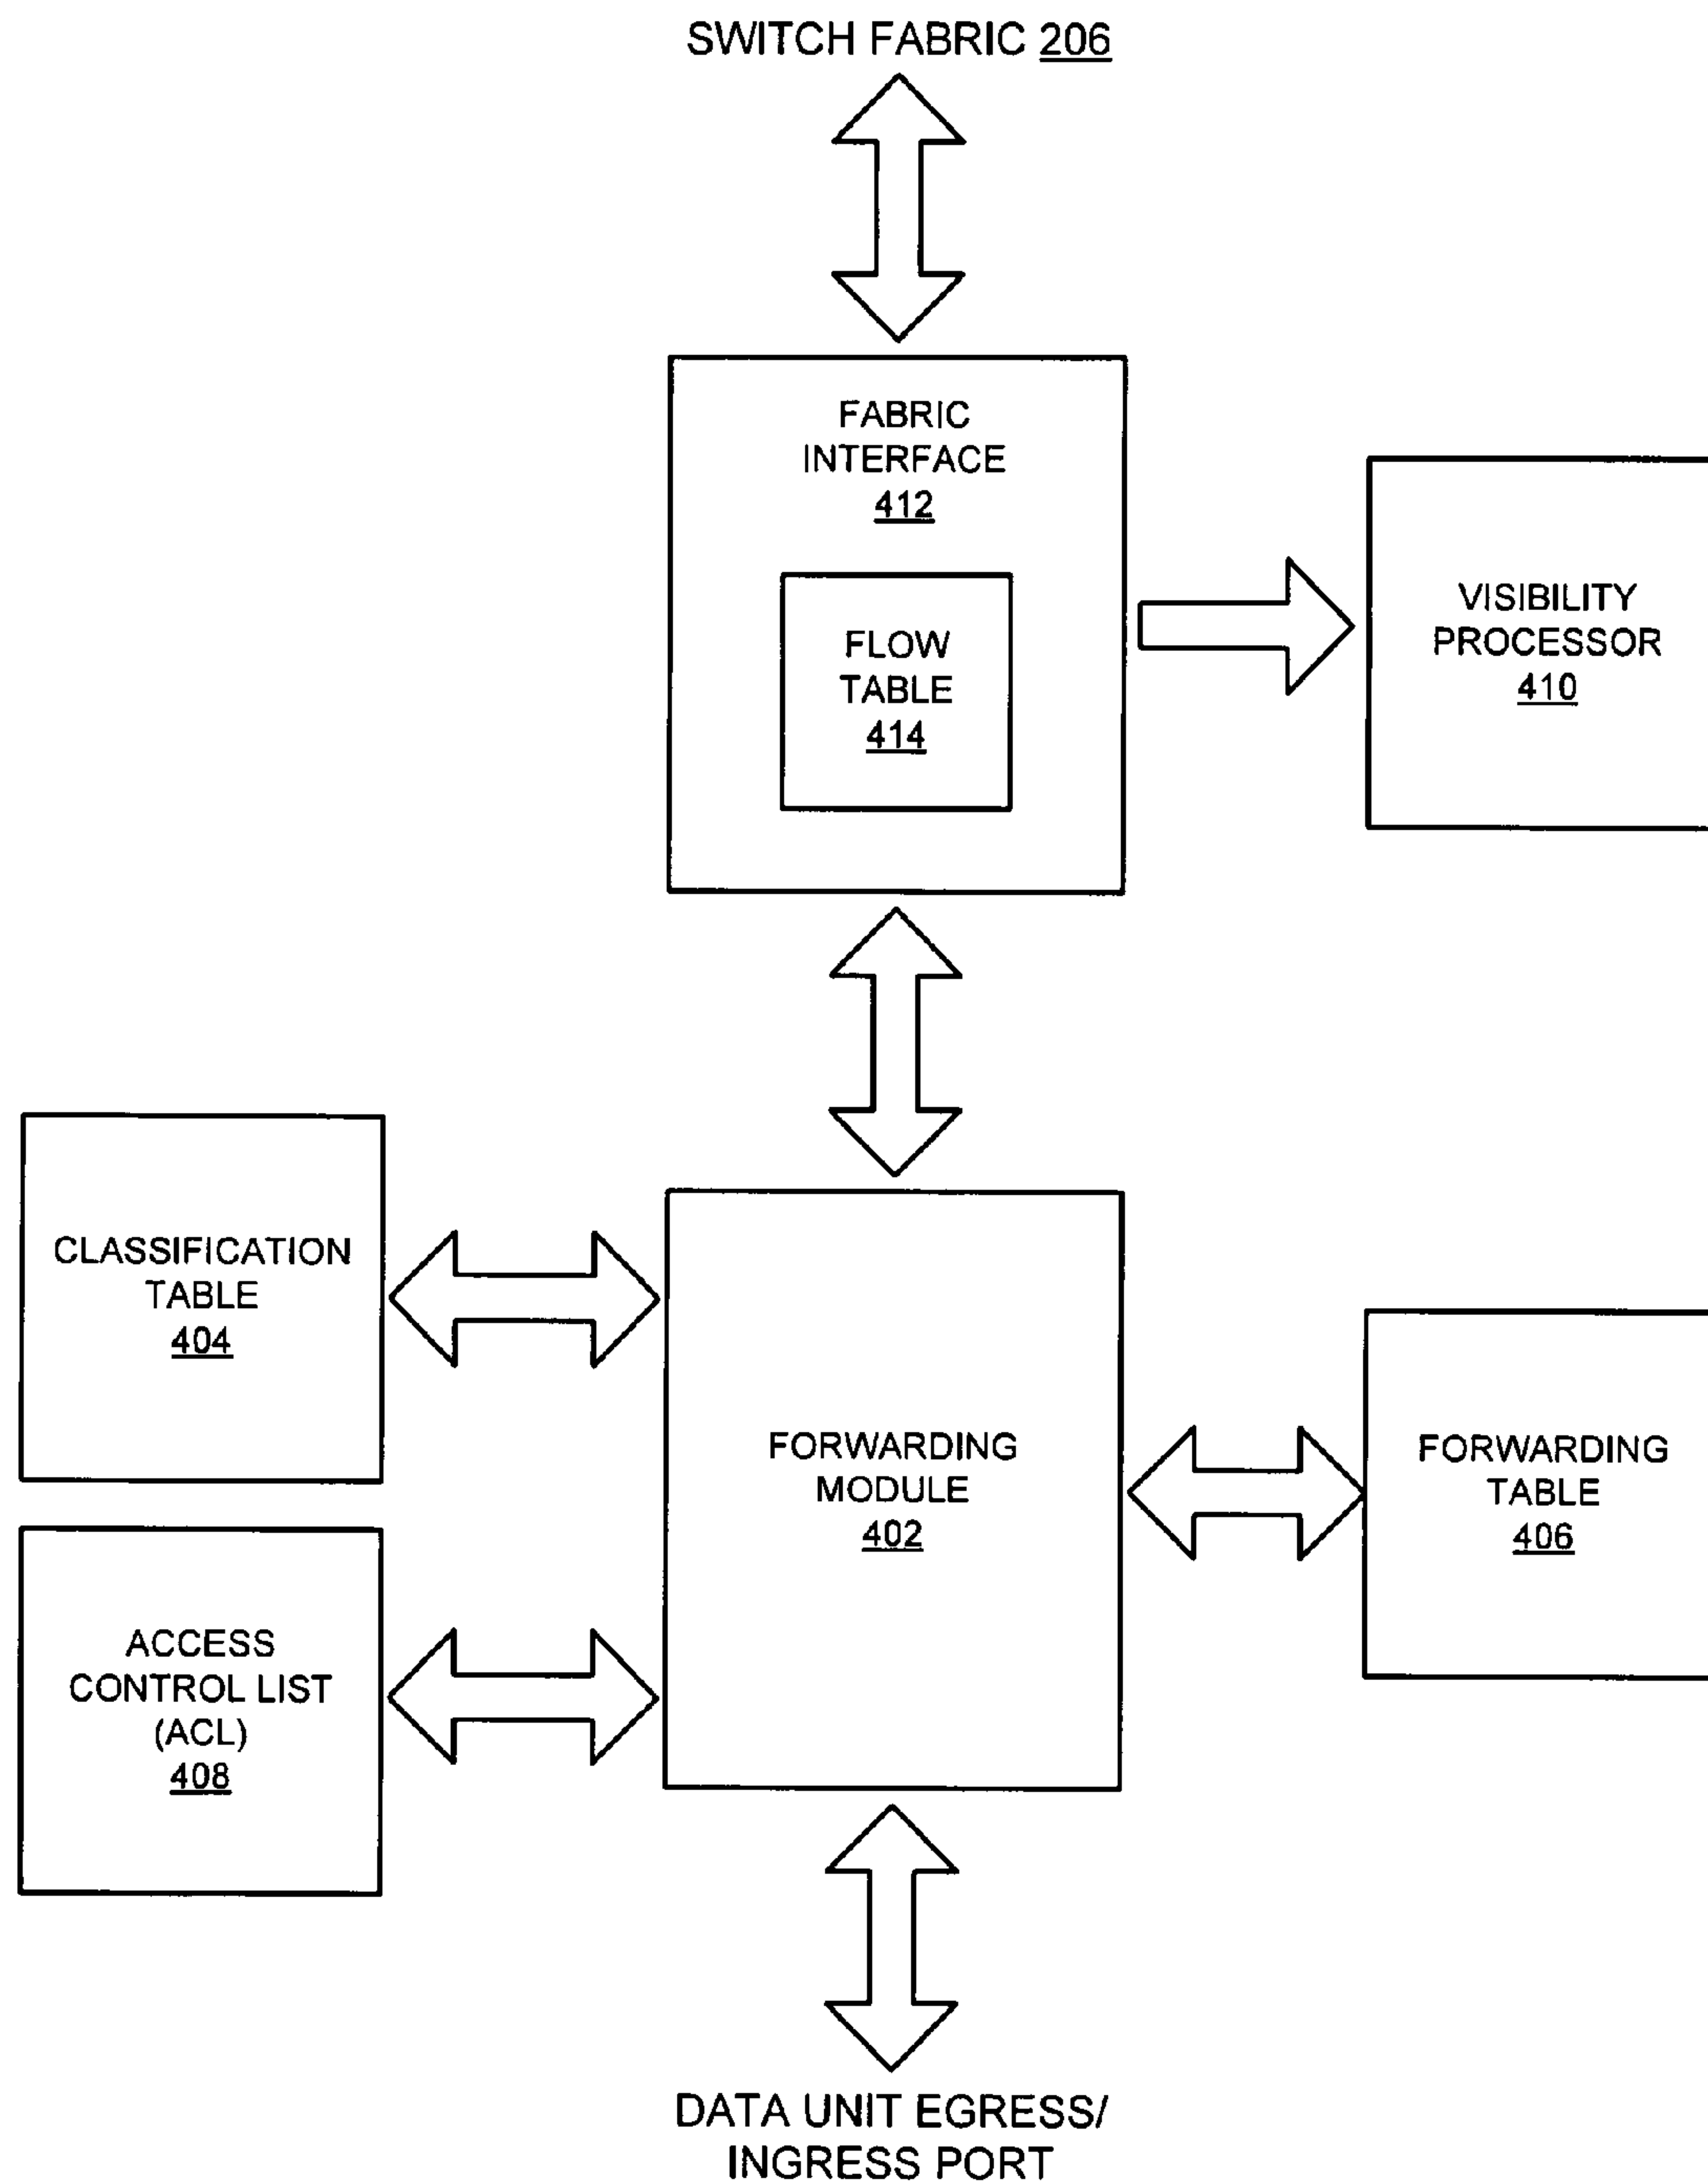 SWITCH FABRIC 206
FABRIC
INTERFACE
412
FLOW
TABLE
414
VISIBILITY
PROCESSOR
410
CLASSIFICATION
TABLE
404
FORWARDING
MODULE
402
FORWARDING
TABLE
406
ACCESS
CONTROL LIST
(ACL)
408
DATA UNIT EGRESS/
INGRESS PORT